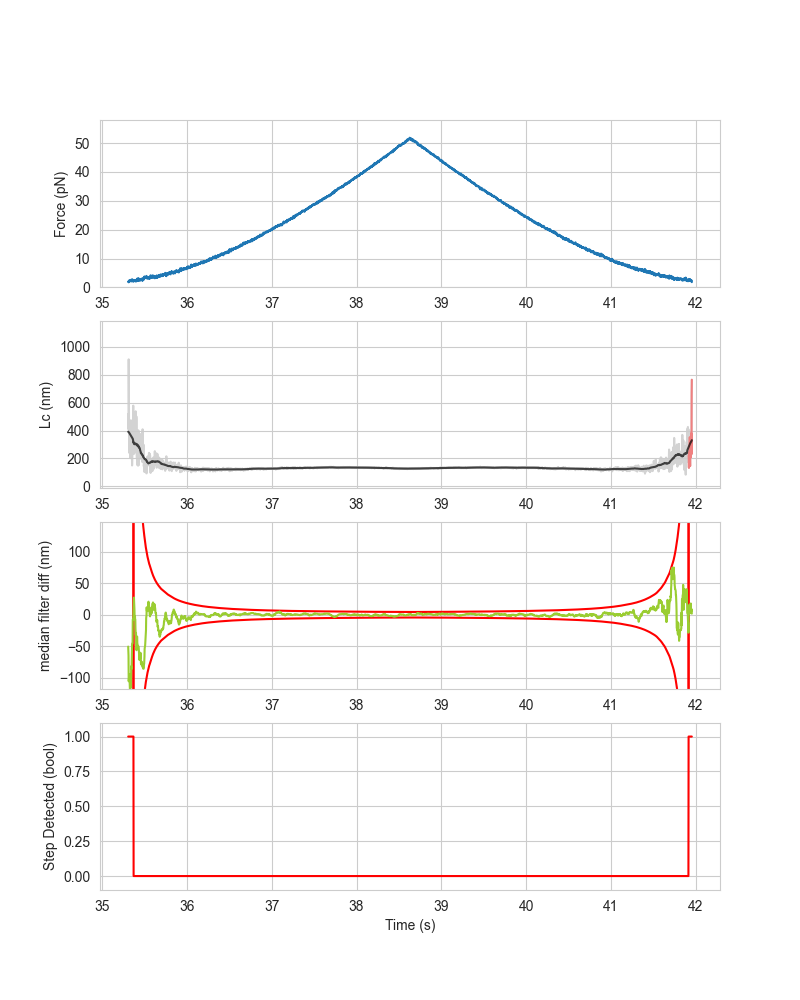 Force (pN)
50
40
30
20
10
0
35 36 37 38 39 40 41 42
Lc (nm)
1000
800
600
400
200
0
35 36 37 38 39 40 41 42
median filter diff (nm)
100
50
0
−50
−100
35 36 37 38 39 40 41 42
Step Detected (bool)
1.00
0.75
0.50
0.25
0.00
35 36 37 38 39 40 41 42
Time (s)